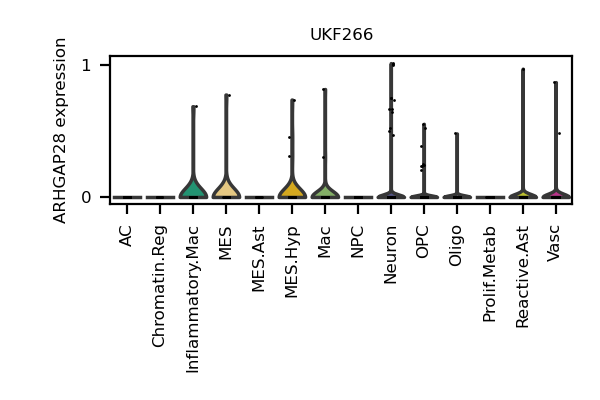 UKF266
ARHGAP28 expression
1
0
AC
Chromatin.Reg
Inflammatory.Mac
MES
MES.Ast
MES.Hyp
Mac
NPC
Neuron
OPC
Oligo
Prolif.Metab
Reactive.Ast
Vasc